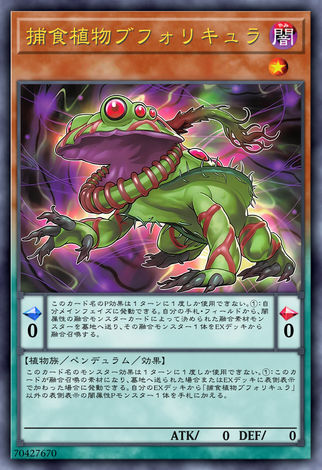 捕食植物ブフォリキュラ
闇
このカード名のP効果は1ターンに1度しか使用できない。①:自
分メインフェイズに発動できる。自分の手札・フィールドから、闇
属性の融合モンスターカードによって決められた融合素材モン
スターを墓地へ送り、その融合モンスター1体をEXデッキから
融合召喚する。
0
0
【植物族/ペンデュラム/効果】
このカード名のモンスター効果は1ターンに1度しか使用できない。①:このカ
ードが融合召喚の素材になり、墓地へ送られた場合またはEXデッキに表側表示
で加わった場合に発動できる。自分のEXデッキから「捕食植物ブフォリキュラ」
以外の表側表示の闇属性Pモンスター1体を手札に加える。
ATK/ 0 DEF/ 0
70427670